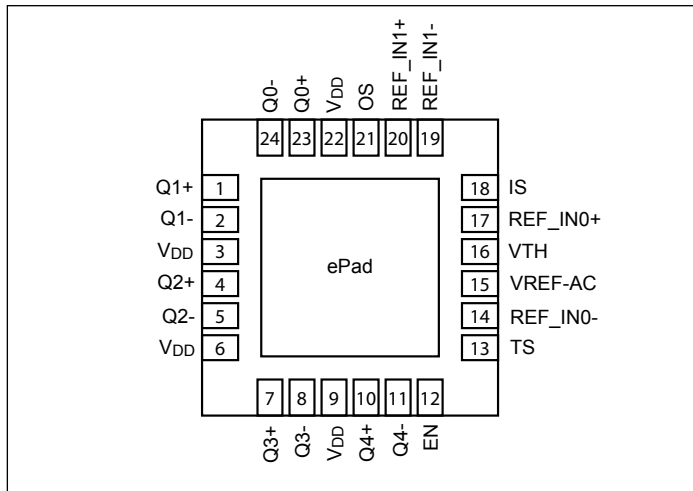 Q0-
Q0+
VDD
OS
REF_IN1+
REF_IN1-
24 23 22 21 20 19
Q1+ 1
Q1- 2
VDD 3
Q2+ 4
Q2- 5
VDD 6
ePad
18 IS
17 REF_IN0+
16 VTH
15 VREF-AC
14 REF_IN0-
13 TS
7 8 9 10 11 12
Q3+
Q3-
VDD
Q4+
Q4-
EN